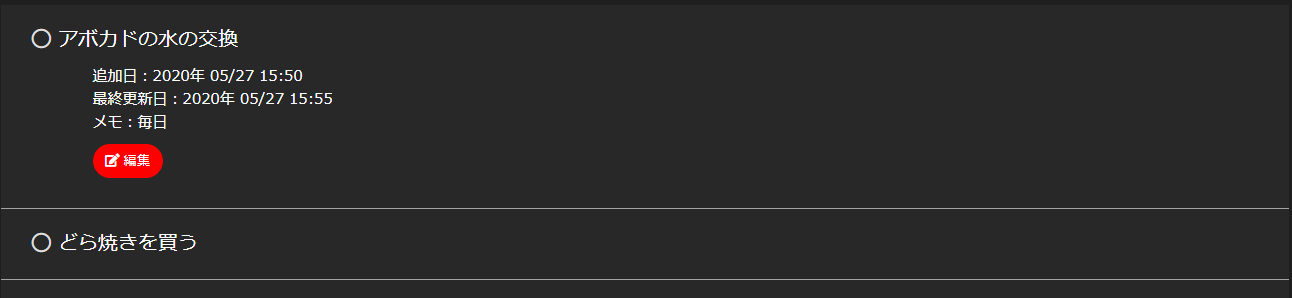 アボカドの水の交換
追加日：2020年 05/27 15:50
最終更新日：2020年 05/27 15:55
メモ：毎日
編集
どら焼きを買う